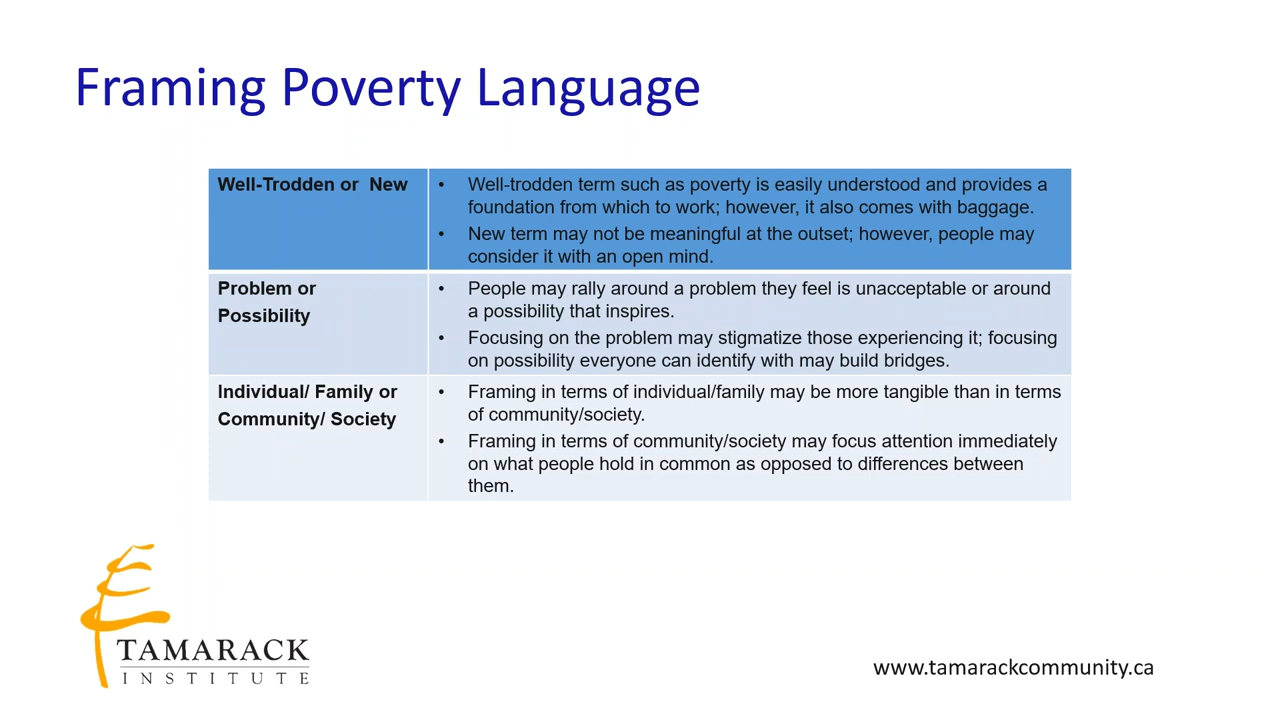 Framing Poverty Language
Well-Trodden or  New
• Well-trodden term such as poverty is easily understood and provides a
foundation from which to work; however, it also comes with baggage.
• New term may not be meaningful at the outset; however, people may
consider it with an open mind.
Problem or
Possibility
• People may rally around a problem they feel is unacceptable or around
a possibility that inspires.
• Focusing on the problem may stigmatize those experiencing it; focusing
on possibility everyone can identify with may build bridges.
Individual/ Family or
Community/ Society
• Framing in terms of individual/family may be more tangible than in terms
of community/society.
• Framing in terms of community/society may focus attention immediately
on what people hold in common as opposed to differences between
them.
TAMARACK
INSTITUTE
www.tamarackcommunity.ca